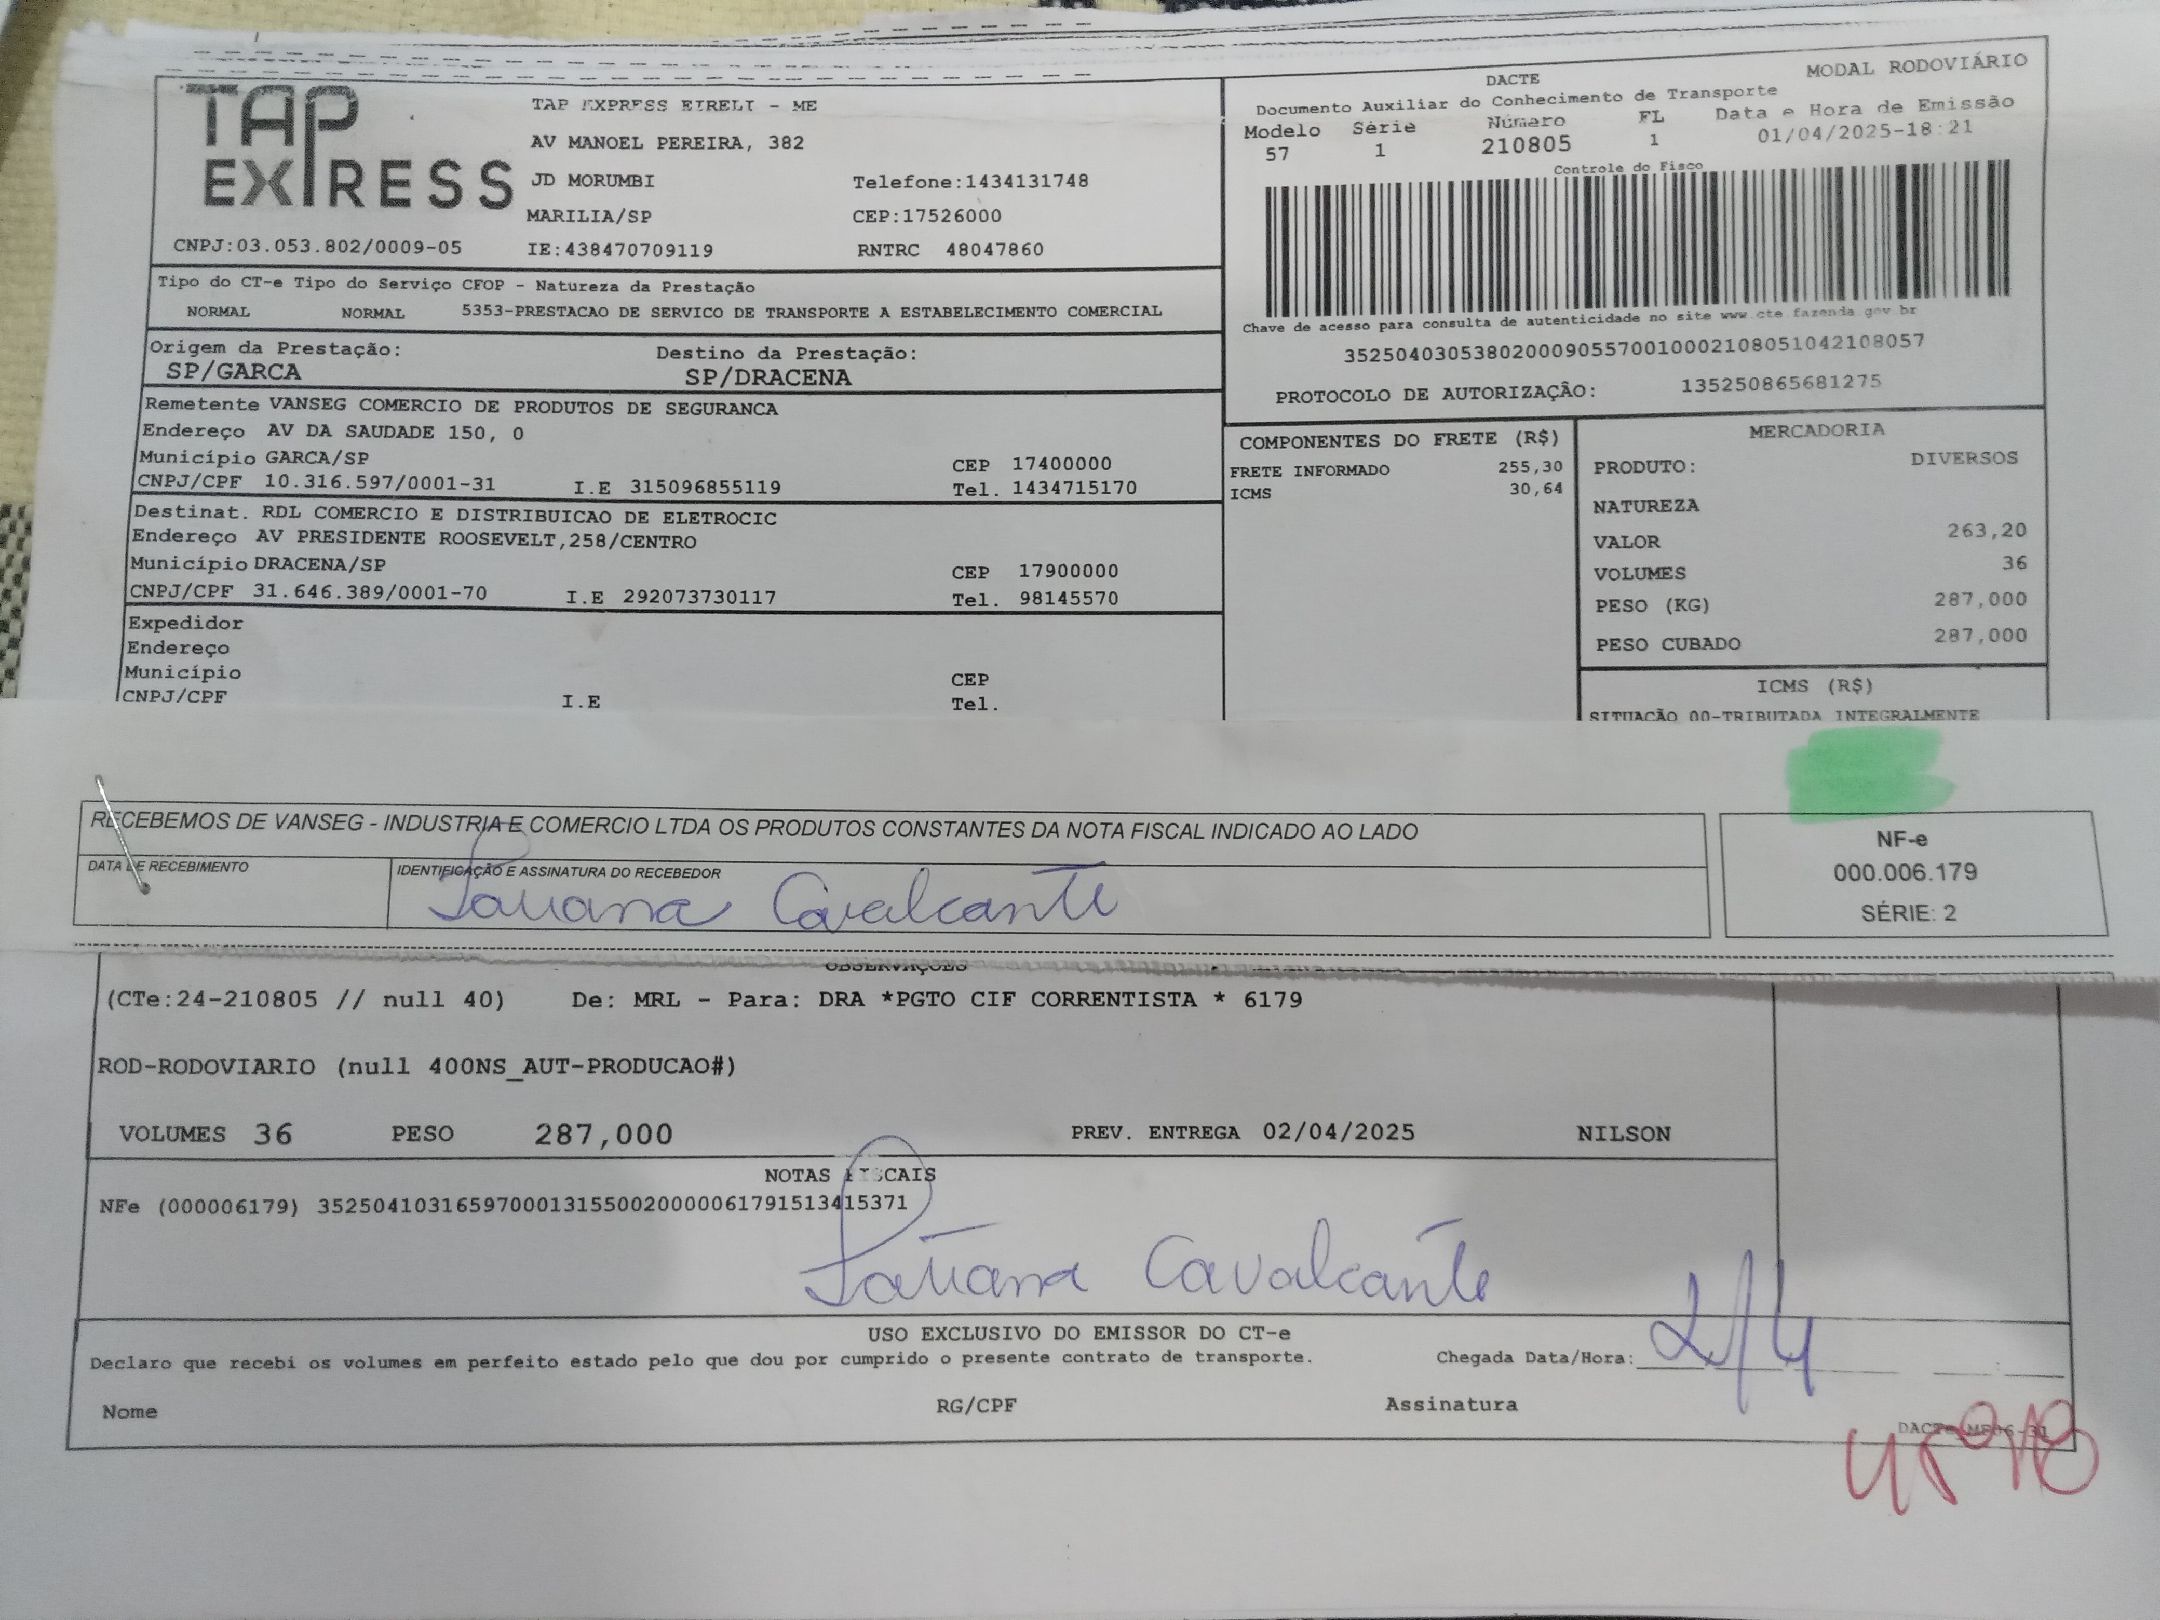 TAP EXPRESS
TAP EXPRESS EIRELI - ME
AV MANOEL PEREIRA, 382
JD MORUMBI Telefone:1434131748
MARILIA/SP CEP:17526000
CNPJ:03.053.802/0009-05 IE:438470709119 RNTRC 48047860
MODAL RODOVIÁRIO
DACTE
Documento Auxiliar do Conhecimento de Transporte
Modelo Série Número FL Data e Hora de Emissão
57 1 210805 1 01/04/2025-18:21
Controle do Fisco
Chave de acesso para consulta de autenticidade no site www.cte.fazenda.gov.br
35250403053802000905570010002108051042108057
PROTOCOLO DE AUTORIZAÇÃO: 135250865681275
Tipo do CT-e Tipo do Serviço CFOP - Natureza da Prestação
NORMAL NORMAL 5353-PRESTACAO DE SERVICO DE TRANSPORTE A ESTABELECIMENTO COMERCIAL
Origem da Prestação: Destino da Prestação:
SP/GARCA SP/DRACENA
Remetente VANSEG COMERCIO DE PRODUTOS DE SEGURANCA
Endereço AV DA SAUDADE 150, 0
Município GARCA/SP CEP 17400000
CNPJ/CPF 10.316.597/0001-31 I.E 315096855119 Tel. 1434715170
Destinat. RDL COMERCIO E DISTRIBUICAO DE ELETROCIC
Endereço AV PRESIDENTE ROOSEVELT,258/CENTRO
Município DRACENA/SP CEP 17900000
CNPJ/CPF 31.646.389/0001-70 I.E 292073730117 Tel. 98145570
Expedidor
Endereço
Município CEP
CNPJ/CPF I.E Tel.
COMPONENTES DO FRETE (R$)
FRETE INFORMADO 255,30
ICMS 30,64
MERCADORIA
PRODUTO: DIVERSOS
NATUREZA
VALOR 263,20
VOLUMES 36
PESO (KG) 287,000
PESO CUBADO 287,000
ICMS (R$)
SITUAÇÃO 00-TRIBUTADA INTEGRALMENTE
RECEBEMOS DE VANSEG - INDUSTRIA E COMERCIO LTDA OS PRODUTOS CONSTANTES DA NOTA FISCAL INDICADO AO LADO
DATA DE RECEBIMENTO IDENTIFICAÇÃO E ASSINATURA DO RECEBEDOR
Tatiana Cavalcante
NF-e
000.006.179
SÉRIE: 2
OBSERVAÇOES
(CTe:24-210805 // null 40) De: MRL - Para: DRA *PGTO CIF CORRENTISTA * 6179
ROD-RODOVIARIO (null 400NS_AUT-PRODUCAO#)
VOLUMES 36 PESO 287,000 PREV. ENTREGA 02/04/2025 NILSON
NOTAS FISCAIS
NFe (000006179) 35250410316597000131550020000061791513415371
Tatiana Cavalcante
USO EXCLUSIVO DO EMISSOR DO CT-e
Declaro que recebi os volumes em perfeito estado pelo que dou por cumprido o presente contrato de transporte. Chegada Data/Hora: 2/4
Nome RG/CPF Assinatura